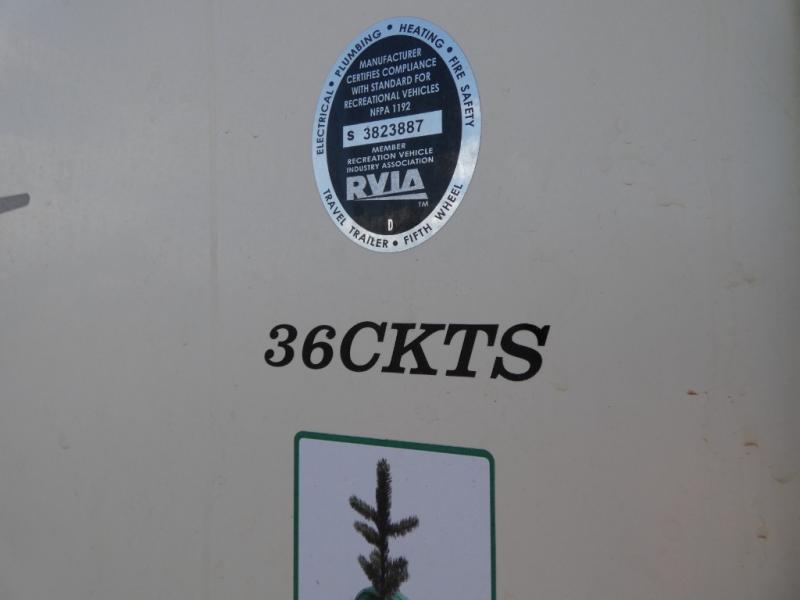 ELECTRICAL • PLUMBING • HEATING • FIRE SAFETY
MANUFACTURER
CERTIFIES COMPLIANCE
WITH STANDARD FOR
RECREATIONAL VEHICLES
NFPA 1192
S 3823887
MEMBER
RECREATION VEHICLE
INDUSTRY ASSOCIATION
RVIA
TM
D
TRAVEL TRAILER • FIFTH WHEEL
36CKTS